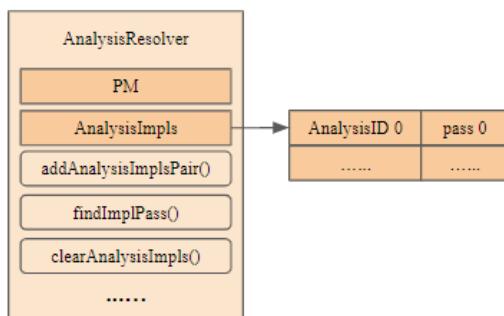 AnalysisResolver
PM
AnalysisImpls
AnalysisID 0 pass 0
...... ......
addAnalysisImplsPair()
findImplPass()
clearAnalysisImpls()
......